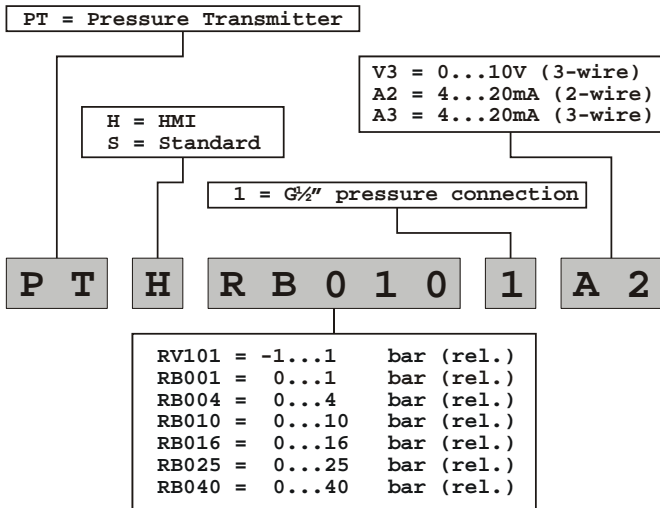 PT = Pressure Transmitter
V3 = 0...10V (3-wire)
A2 = 4...20mA (2-wire)
A3 = 4...20mA (3-wire)
H = HMI
S = Standard
1 = G½" pressure connection
P T H R B 0 1 0 1 A 2
RV101 = -1...1 bar (rel.)
RB001 = 0...1 bar (rel.)
RB004 = 0...4 bar (rel.)
RB010 = 0...10 bar (rel.)
RB016 = 0...16 bar (rel.)
RB025 = 0...25 bar (rel.)
RB040 = 0...40 bar (rel.)